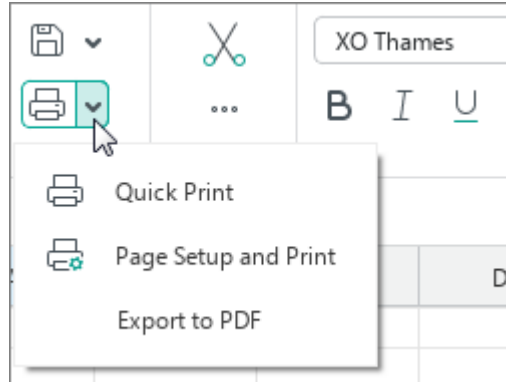 XO Thames
B I U
Quick Print
Page Setup and Print
D
Export to PDF